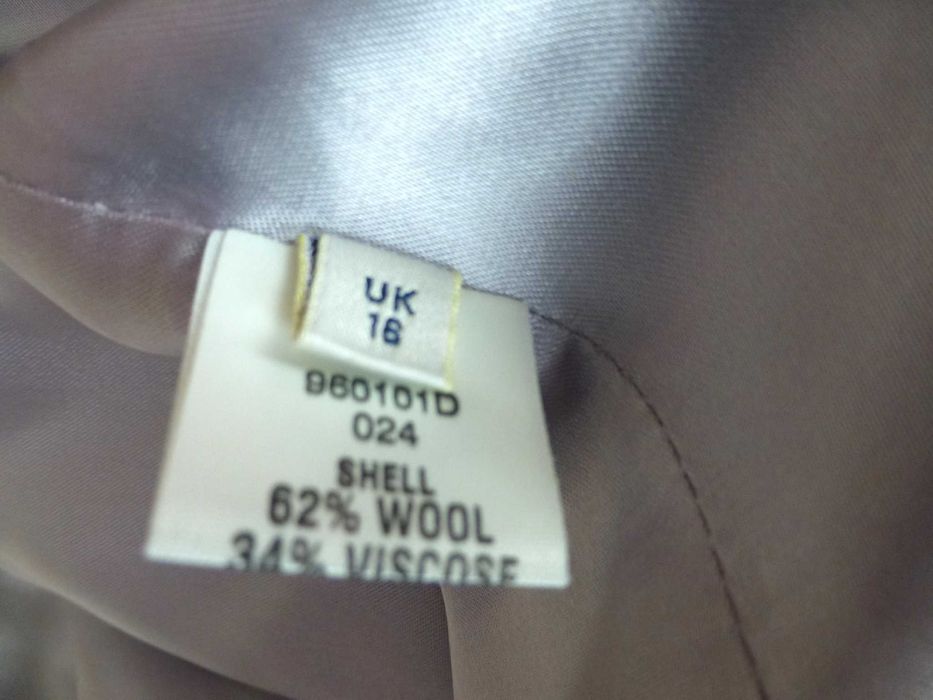 UK
16
960101D
024
SHELL
62% WOOL
34% VISCOSE